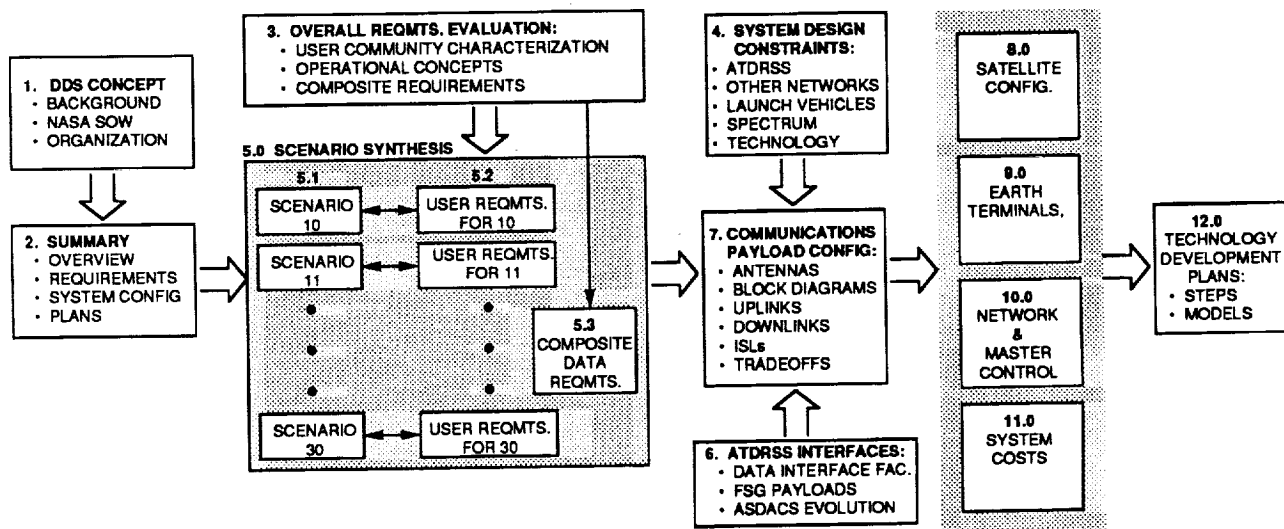 1. DDS CONCEPT
• BACKGROUND
• NASA SOW
• ORGANIZATION
2. SUMMARY
• OVERVIEW
• REQUIREMENTS
• SYSTEM CONFIG
• PLANS
3. OVERALL REQMTS. EVALUATION:
• USER COMMUNITY CHARACTERIZATION
• OPERATIONAL CONCEPTS
• COMPOSITE REQUIREMENTS
5.0 SCENARIO SYNTHESIS
5.1
5.2
SCENARIO
10
USER REQMTS.
FOR 10
SCENARIO
11
USER REQMTS.
FOR 11
5.3
COMPOSITE
DATA
REQMTS.
SCENARIO
30
USER REQMTS.
FOR 30
4. SYSTEM DESIGN
CONSTRAINTS:
• ATDRSS
• OTHER NETWORKS
• LAUNCH VEHICLES
• SPECTRUM
• TECHNOLOGY
7. COMMUNICATIONS
PAYLOAD CONFIG:
• ANTENNAS
• BLOCK DIAGRAMS
• UPLINKS
• DOWNLINKS
• ISLs
• TRADEOFFS
6. ATDRSS INTERFACES:
• DATA INTERFACE FAC.
• FSG PAYLOADS
• ASDACS EVOLUTION
8.0
SATELLITE
CONFIG.
9.0
EARTH
TERMINALS,
10.0
NETWORK
&
MASTER
CONTROL
11.0
SYSTEM
COSTS
12.0
TECHNOLOGY
DEVELOPMENT
PLANS:
• STEPS
• MODELS